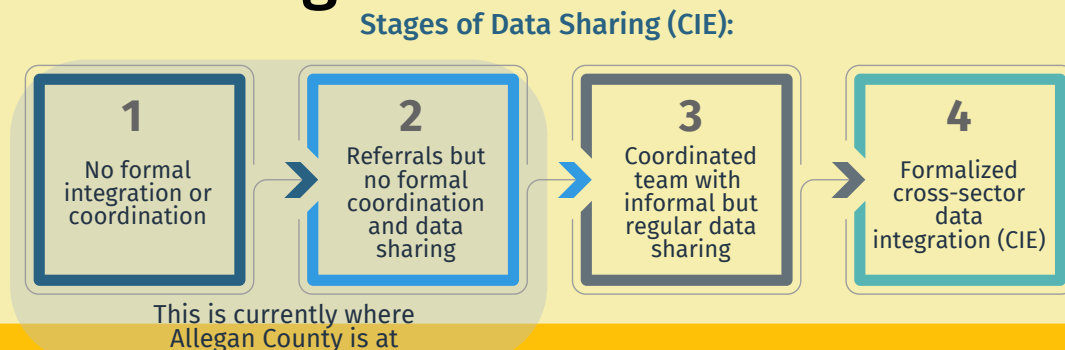 Stages of Data Sharing (CIE):
1
No formal
integration or
coordination
2
Referrals but
no formal
coordination
and data
sharing
3
Coordinated
team with
informal but
regular data
sharing
4
Formalized
cross-sector
data
integration (CIE)
This is currently where
Allegan County is at